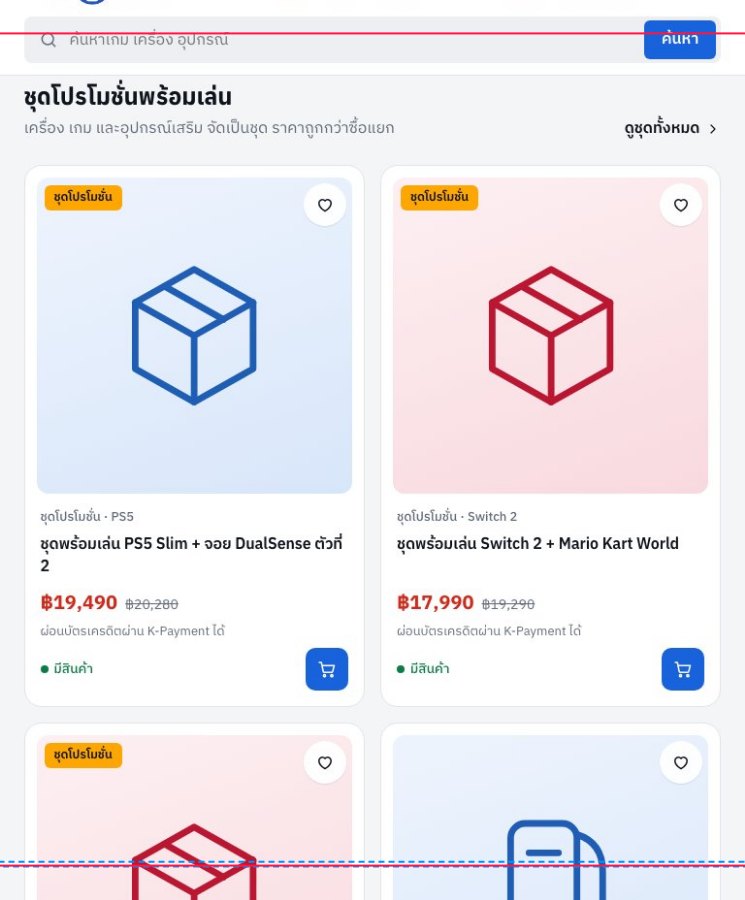 ค้นหาเกม เครื่อง อุปกรณ์
ค้นหา
ชุดโปรโมชั่นพร้อมเล่น
เครื่อง เกม และอุปกรณ์เสริม จัดเป็นชุด ราคาถูกกว่าซื้อแยก
ดูชุดทั้งหมด
ชุดโปรโมชั่น
ชุดโปรโมชั่น
ชุดโปรโมชั่น · PS5
ชุดพร้อมเล่น PS5 Slim + จอย DualSense ตัวที่
2
฿19,490 ฿20,280
ผ่อนบัตรเครดิตผ่าน K-Payment ได้
มีสินค้า
ชุดโปรโมชั่น · Switch 2
ชุดพร้อมเล่น Switch 2 + Mario Kart World
฿17,990 ฿19,290
ผ่อนบัตรเครดิตผ่าน K-Payment ได้
มีสินค้า
ชุดโปรโมชั่น